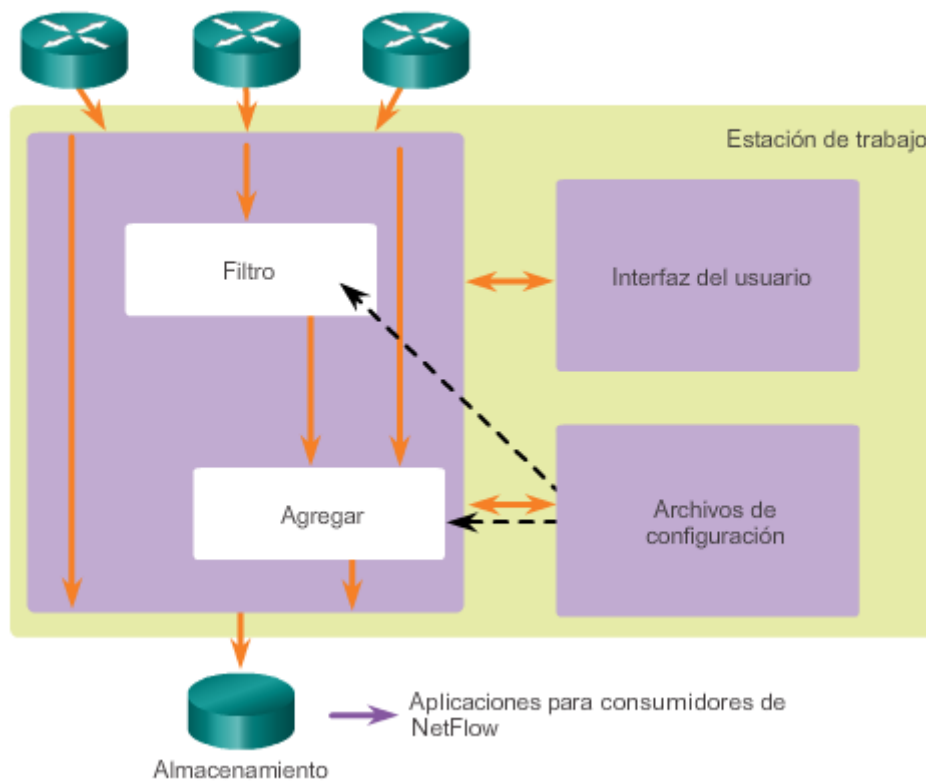 Estación de trabajo
Filtro
Interfaz del usuario
Agregar
Archivos de
configuración
Aplicaciones para consumidores de
NetFlow
Almacenamiento